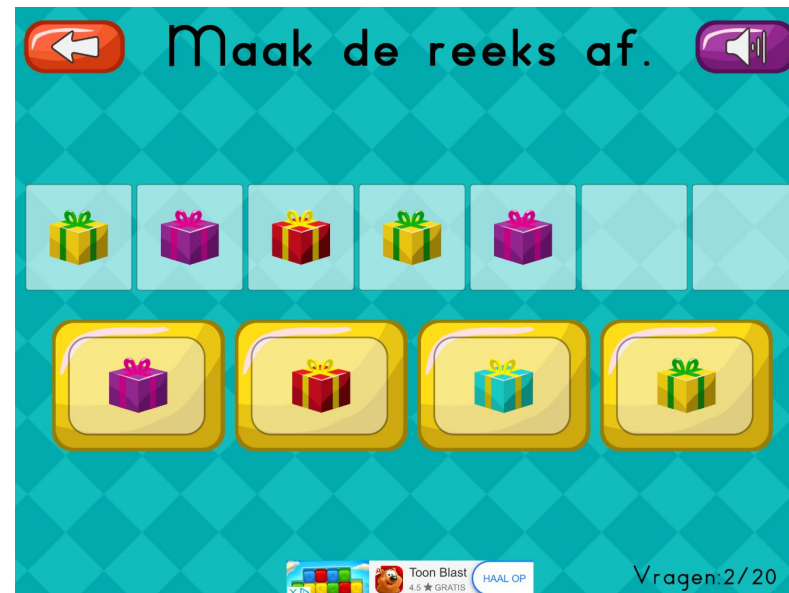 Maak de reeks af.
Toon Blast
4.5 ★ GRATIS
HAAL OP
Vragen:2/20